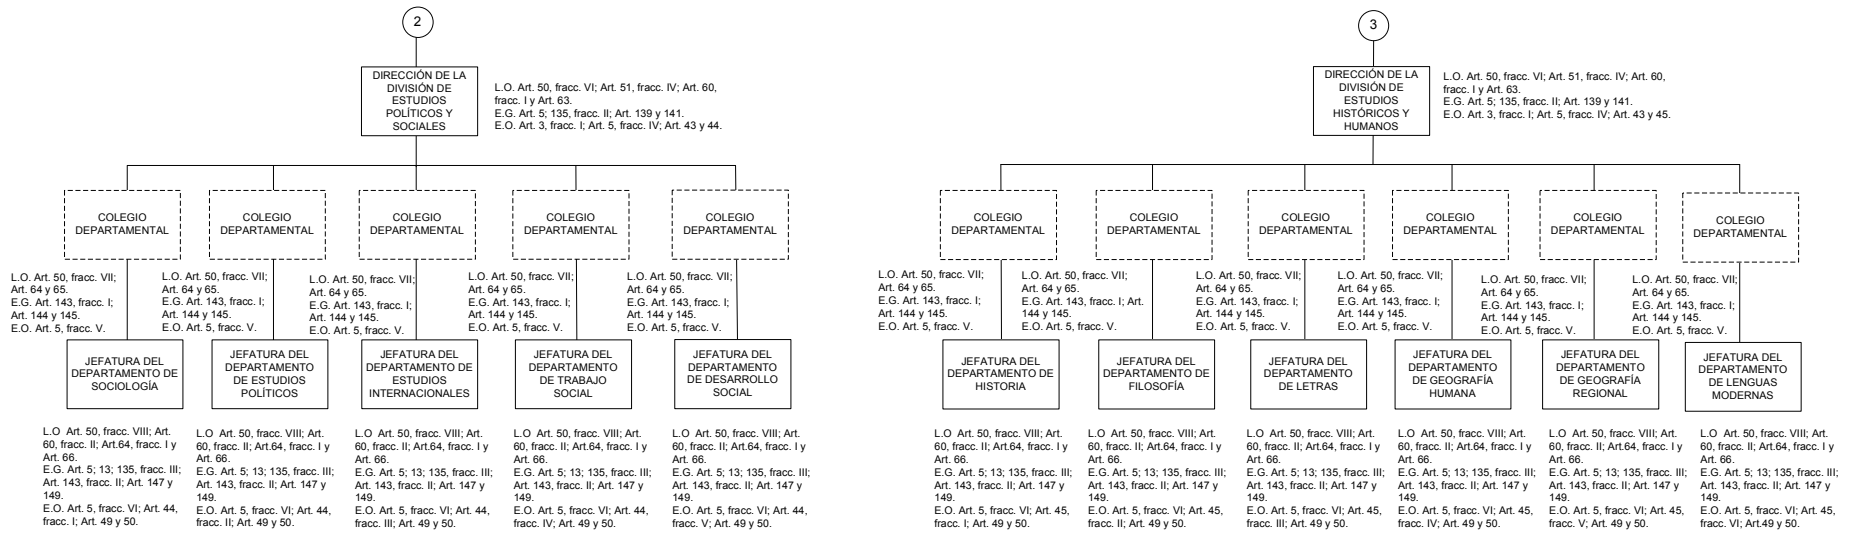 2
DIRECCIÓN DE LA
DIVISIÓN DE
ESTUDIOS
POLÍTICOS Y
SOCIALES
L.O. Art. 50, fracc. VI; Art. 51, fracc. IV; Art. 60,
fracc. I y Art. 63.
E.G. Art. 5; 135, fracc. II; Art. 139 y 141.
E.O. Art. 3, fracc. I; Art. 5, fracc. IV; Art. 43 y 44.
COLEGIO
DEPARTAMENTAL
COLEGIO
DEPARTAMENTAL
COLEGIO
DEPARTAMENTAL
COLEGIO
DEPARTAMENTAL
COLEGIO
DEPARTAMENTAL
L.O. Art. 50, fracc. VII;
Art. 64 y 65.
E.G. Art. 143, fracc. I;
Art. 144 y 145.
E.O. Art. 5, fracc. V.
L.O. Art. 50, fracc. VII;
Art. 64 y 65.
E.G. Art. 143, fracc. I;
Art. 144 y 145.
E.O. Art. 5, fracc. V.
L.O. Art. 50, fracc. VII;
Art. 64 y 65.
E.G. Art. 143, fracc. I;
Art. 144 y 145.
E.O. Art. 5, fracc. V.
L.O. Art. 50, fracc. VII;
Art. 64 y 65.
E.G. Art. 143, fracc. I;
Art. 144 y 145.
E.O. Art. 5, fracc. V.
L.O. Art. 50, fracc. VII;
Art. 64 y 65.
E.G. Art. 143, fracc. I;
Art. 144 y 145.
E.O. Art. 5, fracc. V.
JEFATURA DEL
DEPARTAMENTO DE
SOCIOLOGÍA
JEFATURA DEL
DEPARTAMENTO
DE ESTUDIOS
POLÍTICOS
JEFATURA DEL
DEPARTAMENTO DE
ESTUDIOS
INTERNACIONALES
JEFATURA DEL
DEPARTAMENTO
DE TRABAJO
SOCIAL
JEFATURA DEL
DEPARTAMENTO
DE DESARROLLO
SOCIAL
L.O Art. 50, fracc. VIII; Art.
60, fracc. II; Art.64, fracc. I y
Art. 66.
E.G. Art. 5; 13; 135, fracc. III;
Art. 143, fracc. II; Art. 147 y
149.
E.O. Art. 5, fracc. VI; Art. 44,
fracc. I; Art. 49 y 50.
L.O Art. 50, fracc. VIII; Art.
60, fracc. II; Art.64, fracc. I y
Art. 66.
E.G. Art. 5; 13; 135, fracc. III;
Art. 143, fracc. II; Art. 147 y
149.
E.O. Art. 5, fracc. VI; Art. 44,
fracc. II; Art. 49 y 50.
L.O Art. 50, fracc. VIII; Art.
60, fracc. II; Art.64, fracc. I y
Art. 66.
E.G. Art. 5; 13; 135, fracc. III;
Art. 143, fracc. II; Art. 147 y
149.
E.O. Art. 5, fracc. VI; Art. 44,
fracc. III; Art. 49 y 50.
L.O Art. 50, fracc. VIII; Art.
60, fracc. II; Art.64, fracc. I y
Art. 66.
E.G. Art. 5; 13; 135, fracc. III;
Art. 143, fracc. II; Art. 147 y
149.
E.O. Art. 5, fracc. VI; Art. 44,
fracc. IV; Art. 49 y 50.
L.O Art. 50, fracc. VIII; Art.
60, fracc. II; Art.64, fracc. I y
Art. 66.
E.G. Art. 5; 13; 135, fracc. III;
Art. 143, fracc. II; Art. 147 y
149.
E.O. Art. 5, fracc. VI; Art. 44,
fracc. V; Art. 49 y 50.
3
DIRECCIÓN DE LA
DIVISIÓN DE
ESTUDIOS
HISTÓRICOS Y
HUMANOS
L.O. Art. 50, fracc. VI; Art. 51, fracc. IV; Art. 60,
fracc. I y Art. 63.
E.G. Art. 5; 135, fracc. II; Art. 139 y 141.
E.O. Art. 3, fracc. I; Art. 5, fracc. IV; Art. 43 y 45.
COLEGIO
DEPARTAMENTAL
COLEGIO
DEPARTAMENTAL
COLEGIO
DEPARTAMENTAL
COLEGIO
DEPARTAMENTAL
COLEGIO
DEPARTAMENTAL
COLEGIO
DEPARTAMENTAL
L.O. Art. 50, fracc. VII;
Art. 64 y 65.
E.G. Art. 143, fracc. I;
Art. 144 y 145.
E.O. Art. 5, fracc. V.
L.O. Art. 50, fracc. VII;
Art. 64 y 65.
E.G. Art. 143, fracc. I; Art.
144 y 145.
E.O. Art. 5, fracc. V.
L.O. Art. 50, fracc. VII;
Art. 64 y 65.
E.G. Art. 143, fracc. I;
Art. 144 y 145.
E.O. Art. 5, fracc. V.
L.O. Art. 50, fracc. VII;
Art. 64 y 65.
E.G. Art. 143, fracc. I;
Art. 144 y 145.
E.O. Art. 5, fracc. V.
L.O. Art. 50, fracc. VII;
Art. 64 y 65.
E.G. Art. 143, fracc. I;
Art. 144 y 145.
E.O. Art. 5, fracc. V.
L.O. Art. 50, fracc. VII;
Art. 64 y 65.
E.G. Art. 143, fracc. I;
Art. 144 y 145.
E.O. Art. 5, fracc. V.
JEFATURA DEL
DEPARTAMENTO DE
HISTORIA
JEFATURA DEL
DEPARTAMENTO DE
FILOSOFÍA
JEFATURA DEL
DEPARTAMENTO
DE LETRAS
JEFATURA DEL
DEPARTAMENTO
DE GEOGRAFÍA
HUMANA
JEFATURA DEL
DEPARTAMENTO
DE GEOGRAFÍA
REGIONAL
JEFATURA DEL
DEPARTAMENTO
DE LENGUAS
MODERNAS
L.O Art. 50, fracc. VIII; Art.
60, fracc. II; Art.64, fracc. I y
Art. 66.
E.G. Art. 5; 13; 135, fracc. III;
Art. 143, fracc. II; Art. 147 y
149.
E.O. Art. 5, fracc. VI; Art. 45,
fracc. I; Art. 49 y 50.
L.O Art. 50, fracc. VIII; Art.
60, fracc. II; Art.64, fracc. I y
Art. 66.
E.G. Art. 5; 13; 135, fracc. III;
Art. 143, fracc. II; Art. 147 y
149.
E.O. Art. 5, fracc. VI; Art. 45,
fracc. II; Art. 49 y 50.
L.O Art. 50, fracc. VIII; Art.
60, fracc. II; Art.64, fracc. I y
Art. 66.
E.G. Art. 5; 13; 135, fracc. III;
Art. 143, fracc. II; Art. 147 y
149.
E.O. Art. 5, fracc. VI; Art. 45,
fracc. III; Art. 49 y 50.
L.O Art. 50, fracc. VIII; Art.
60, fracc. II; Art.64, fracc. I y
Art. 66.
E.G. Art. 5; 13; 135, fracc. III;
Art. 143, fracc. II; Art. 147 y
149.
E.O. Art. 5, fracc. VI; Art. 45,
fracc. IV; Art. 49 y 50.
L.O Art. 50, fracc. VIII; Art.
60, fracc. II; Art.64, fracc. I y
Art. 66.
E.G. Art. 5; 13; 135, fracc. III;
Art. 143, fracc. II; Art. 147 y
149.
E.O. Art. 5, fracc. VI; Art. 45,
fracc. V; Art. 49 y 50.
L.O Art. 50, fracc. VIII; Art.
60, fracc. II; Art.64, fracc. I y
Art. 66.
E.G. Art. 5; 13; 135, fracc. III;
Art. 143, fracc. II; Art. 147 y
149.
E.O. Art. 5, fracc. VI; Art. 45,
fracc. VI; Art.49 y 50.